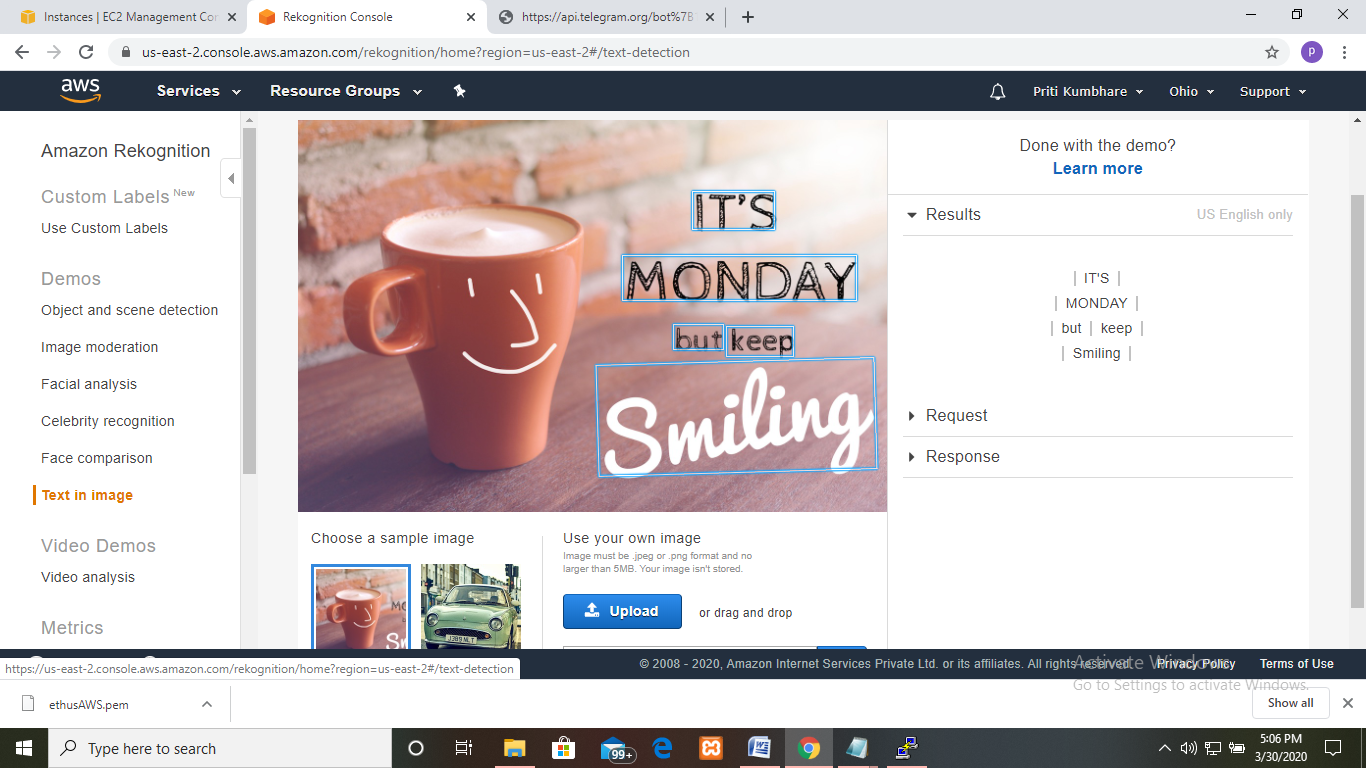 Instances | EC2 Management Con
Rekognition Console
https://api.telegram.org/bot%7B
us-east-2.console.aws.amazon.com/rekognition/home?region=us-east-2#/text-detection
p
aws
Services
Resource Groups
Priti Kumbhare
Ohio
Support
Amazon Rekognition
Custom Labels New
Use Custom Labels
Demos
Object and scene detection
Image moderation
Facial analysis
Celebrity recognition
Face comparison
Text in image
Video Demos
Video analysis
Metrics
IT'S
MONDAY
but keep
Smiling
Choose a sample image
Use your own image
Image must be .jpeg or .png format and no
larger than 5MB. Your image isn't stored.
Upload
or drag and drop
Done with the demo?
Learn more
Results
US English only
| IT'S |
| MONDAY |
| but | keep |
| Smiling |
Request
Response
https://us-east-2.console.aws.amazon.com/rekognition/home?region=us-east-2#/text-detection
© 2008 - 2020, Amazon Internet Services Private Ltd. or its affiliates. All rights reserved.
Privacy Policy
Terms of Use
Activate Windows
Go to Settings to activate Windows.
ethusAWS.pem
Show all
Type here to search
99+
5:06 PM
3/30/2020